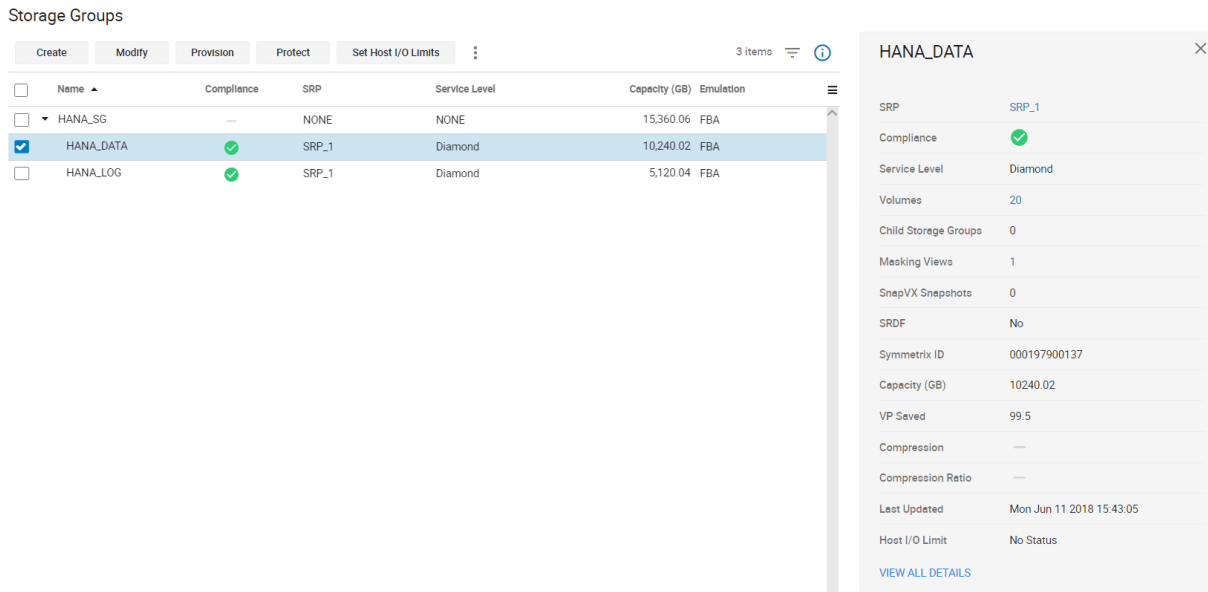 Storage Groups
Create Modify Provision Protect Set Host I/O Limits 3 items
Name Compliance SRP Service Level Capacity (GB) Emulation
HANA_SG — NONE NONE 15,360.06 FBA
HANA_DATA SRP_1 Diamond 10,240.02 FBA
HANA_LOG SRP_1 Diamond 5,120.04 FBA
HANA_DATA
SRP SRP_1
Compliance
Service Level Diamond
Volumes 20
Child Storage Groups 0
Masking Views 1
SnapVX Snapshots 0
SRDF No
Symmetrix ID 000197900137
Capacity (GB) 10240.02
VP Saved 99.5
Compression —
Compression Ratio —
Last Updated Mon Jun 11 2018 15:43:05
Host I/O Limit No Status
VIEW ALL DETAILS